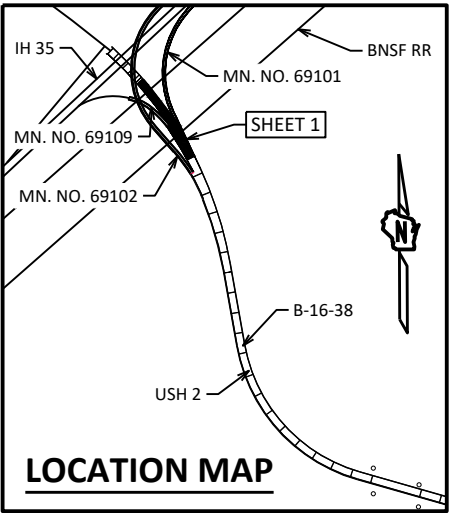 IH 35
BNSF RR
MN. NO. 69101
SHEET 1
MN. NO. 69109
MN. NO. 69102
N
B-16-38
USH 2
LOCATION MAP